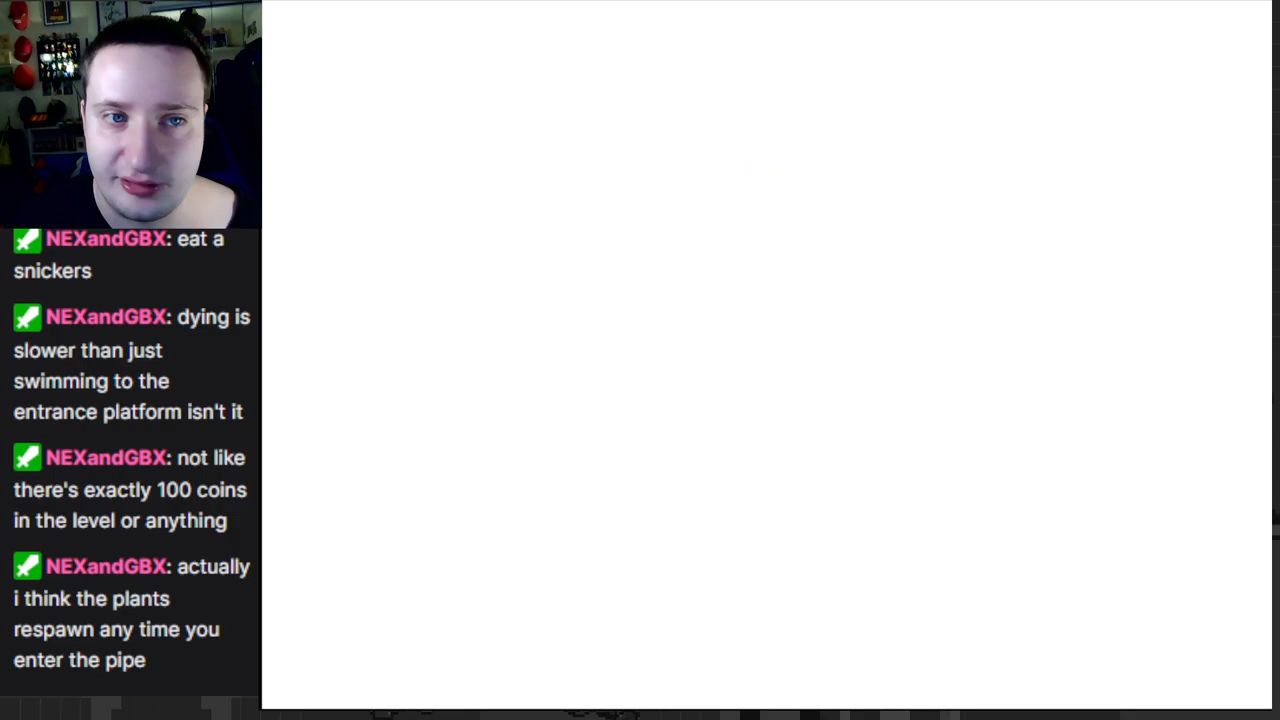 NEXandGBX: eat a
snickers
NEXandGBX: dying is
slower than just
swimming to the
entrance platform isn't it
NEXandGBX: not like
there's exactly 100 coins
in the level or anything
NEXandGBX: actually
i think the plants
respawn any time you
enter the pipe